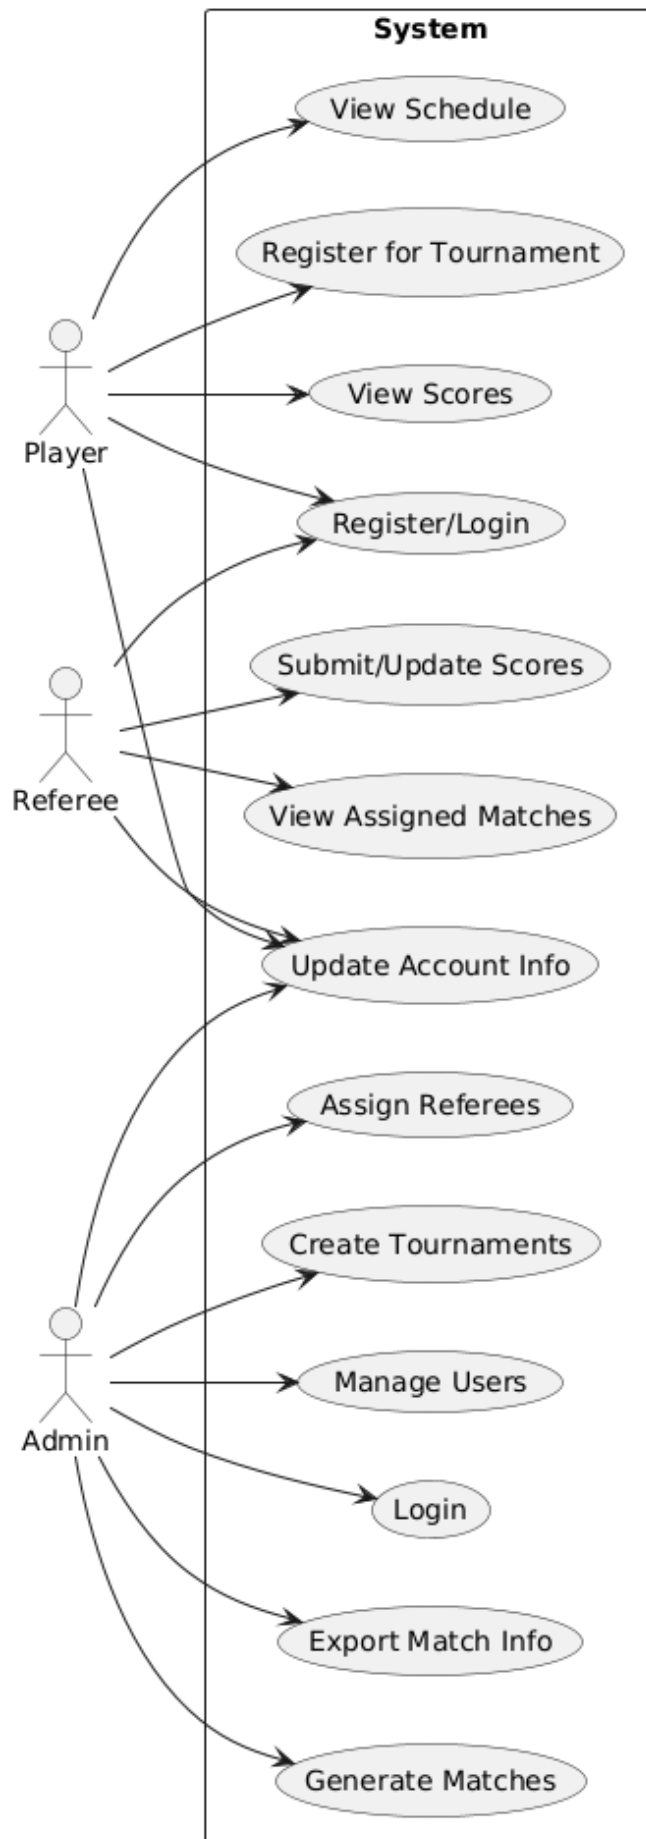 System
View Schedule
Register for Tournament
View Scores
Player
Register/Login
Submit/Update Scores
Referee
View Assigned Matches
Update Account Info
Assign Referees
Create Tournaments
Manage Users
Admin
Login
Export Match Info
Generate Matches